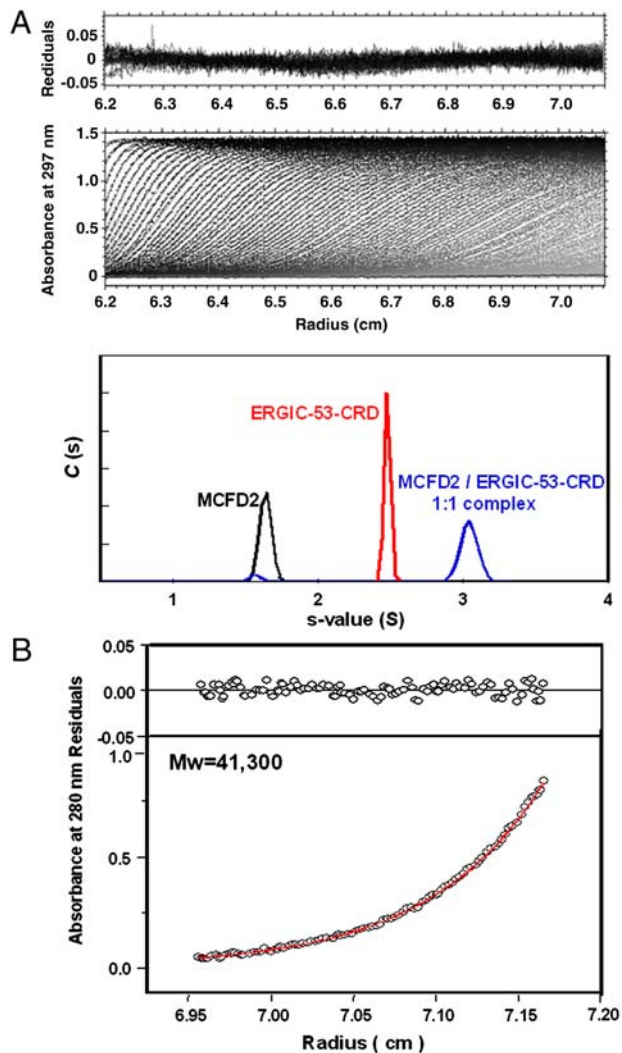 A
Rediduals
0.05
0
-0.05
6.2 6.3 6.4 6.5 6.6 6.7 6.8 6.9 7.0
Absorbance at 297 nm
1.5
1.0
0.5
0
6.2 6.3 6.4 6.5 6.6 6.7 6.8 6.9 7.0
Radius (cm)
C (s)
ERGIC-53-CRD
MCFD2
MCFD2 / ERGIC-53-CRD
1:1 complex
1 2 3 4
s-value (S)
B
Absorbance at 280 nm Residuals
0.05
0.00
-0.05
1.0
Mw=41,300
0.5
0.0
6.95 7.00 7.05 7.10 7.15 7.20
Radius ( cm )